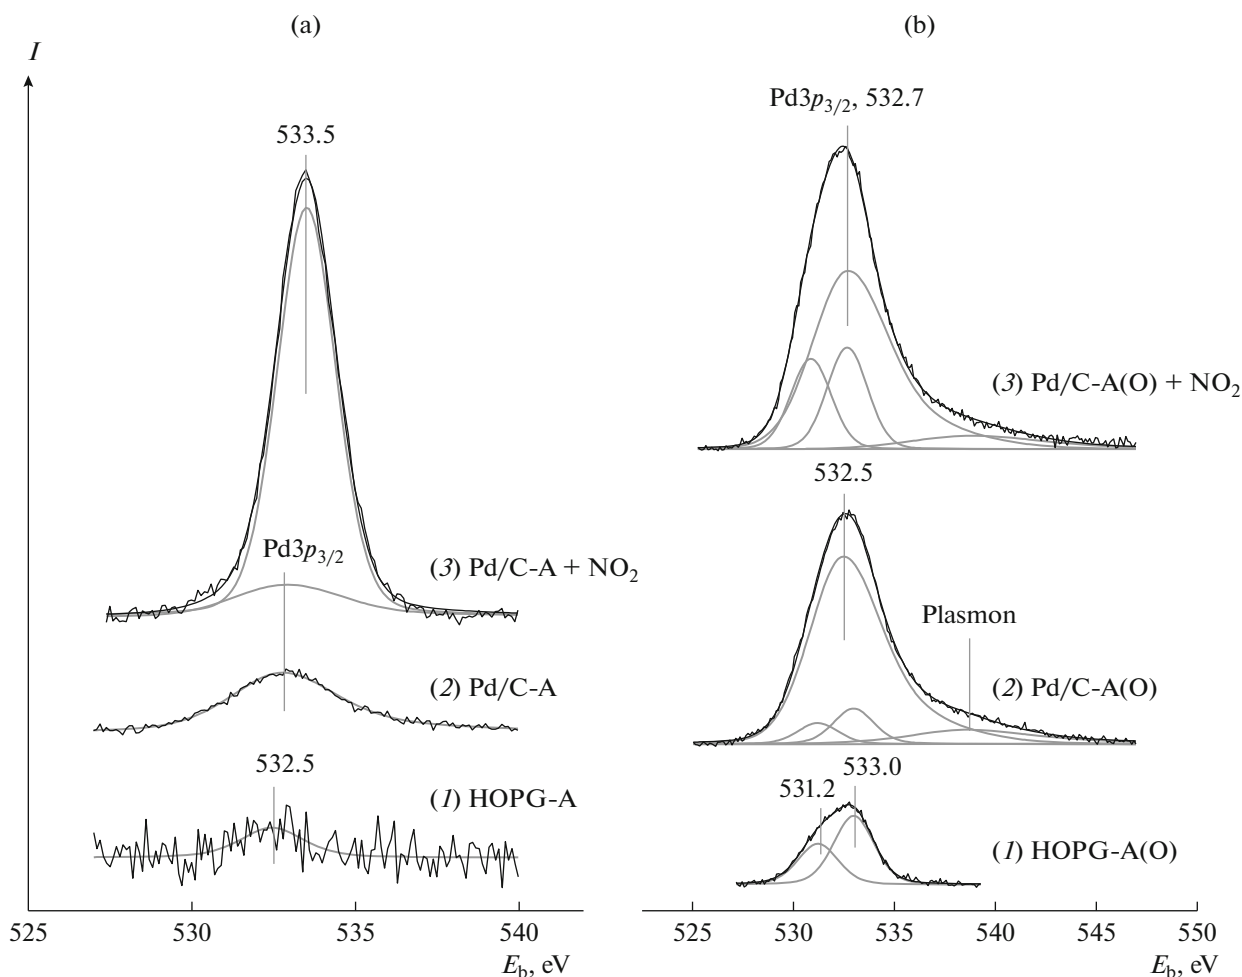 (a)
I
533.5
Pd3p3/2
(3) Pd/C-A + NO2
(2) Pd/C-A
532.5
(1) HOPG-A
525 530 535 540
Eb, eV
(b)
Pd3p3/2, 532.7
(3) Pd/C-A(O) + NO2
532.5
Plasmon
(2) Pd/C-A(O)
533.0
531.2
(1) HOPG-A(O)
525 530 535 540 545 550
Eb, eV